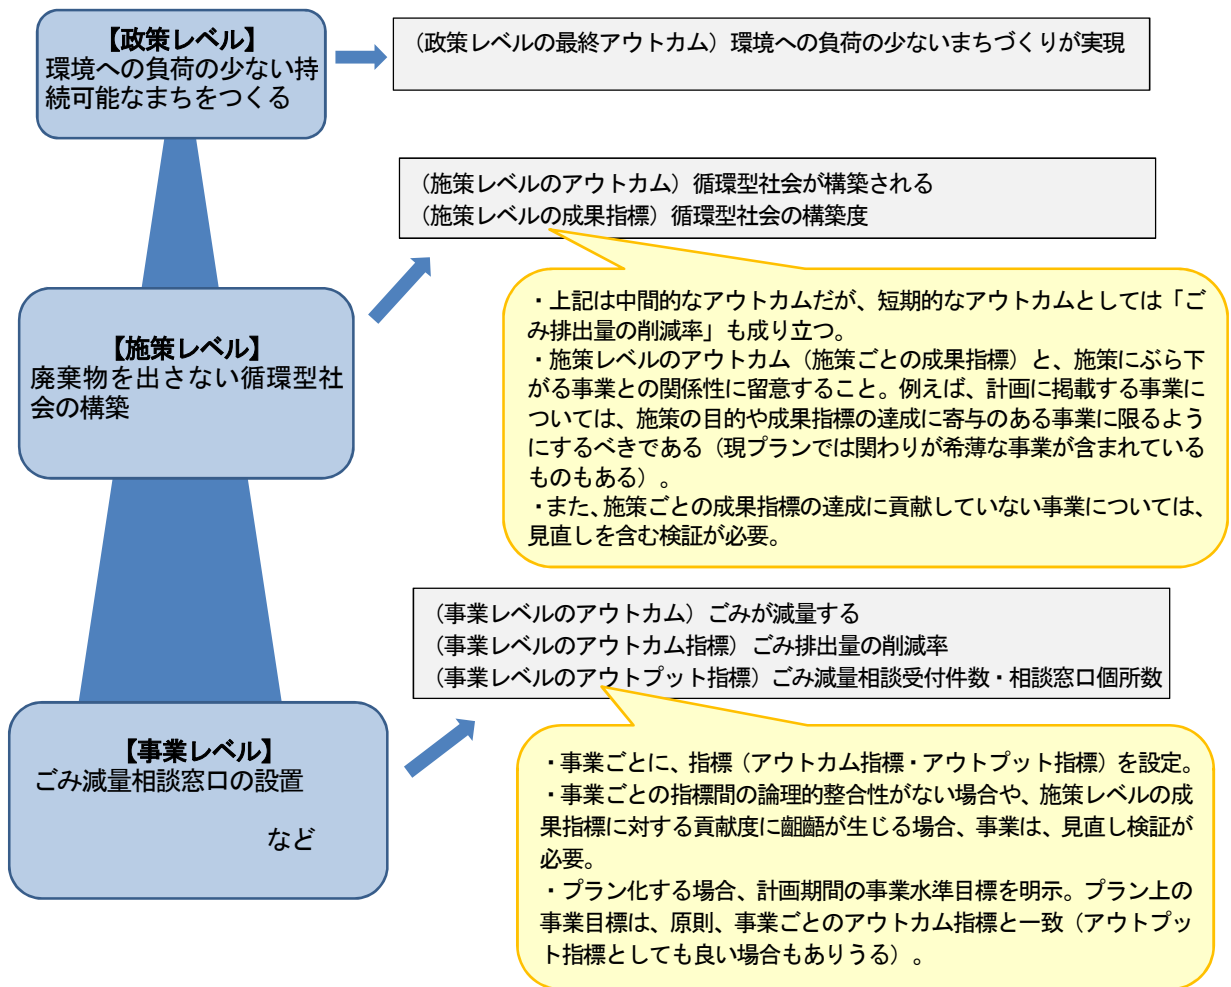 【政策レベル】
環境への負荷の少ない持
続可能なまちをつくる
（政策レベルの最終アウトカム）環境への負荷の少ないまちづくりが実現
（施策レベルのアウトカム）循環型社会が構築される
（施策レベルの成果指標）循環型社会の構築度
【施策レベル】
廃棄物を出さない循環型社
会の構築
・上記は中間的なアウトカムだが、短期的なアウトカムとしては「ご
み排出量の削減率」も成り立つ。
・施策レベルのアウトカム（施策ごとの成果指標）と、施策にぶら下
がる事業との関係性に留意すること。例えば、計画に掲載する事業に
ついては、施策の目的や成果指標の達成に寄与のある事業に限るよう
にするべきである（現プランでは関わりが希薄な事業が含まれている
ものもある）。
・また、施策ごとの成果指標の達成に貢献していない事業については、
見直しを含む検証が必要。
（事業レベルのアウトカム）ごみが減量する
（事業レベルのアウトカム指標）ごみ排出量の削減率
（事業レベルのアウトプット指標）ごみ減量相談受付件数・相談窓口個所数
【事業レベル】
ごみ減量相談窓口の設置
など
・事業ごとに、指標（アウトカム指標・アウトプット指標）を設定。
・事業ごとの指標間の論理的整合性がない場合や、施策レベルの成
果指標に対する貢献度に齟齬が生じる場合、事業は、見直し検証が
必要。
・プラン化する場合、計画期間の事業水準目標を明示。プラン上の
事業目標は、原則、事業ごとのアウトカム指標と一致（アウトプッ
ト指標としても良い場合もありうる）。